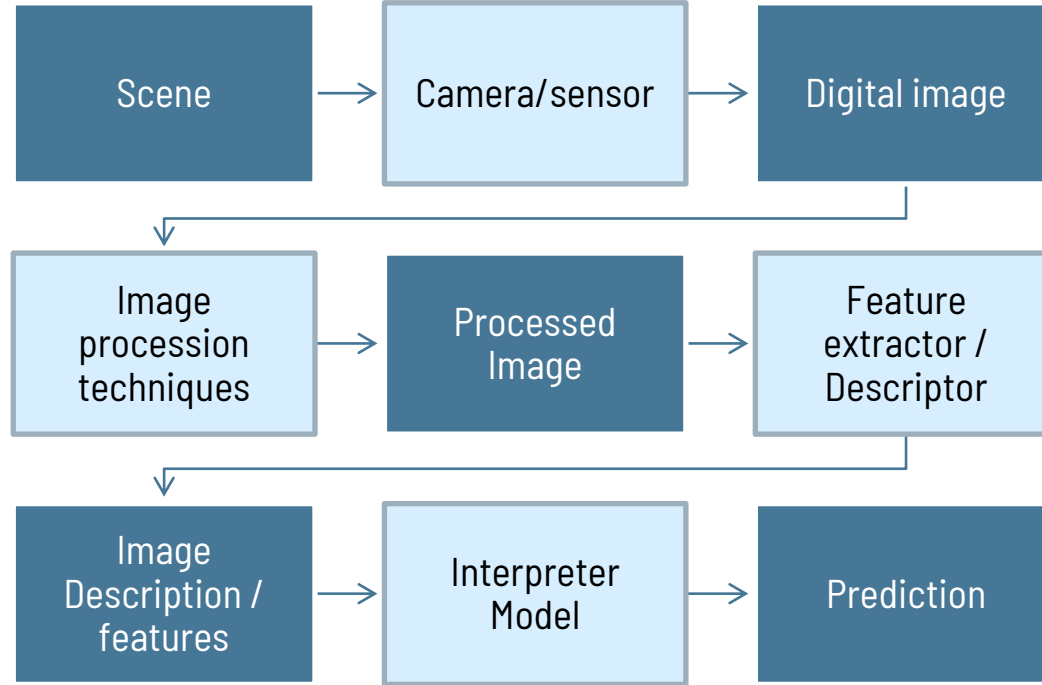 Scene
Camera/sensor
Digital image
Image
procession
techniques
Processed
Image
Feature
extractor /
Descriptor
Image
Description /
features
Interpreter
Model
Prediction